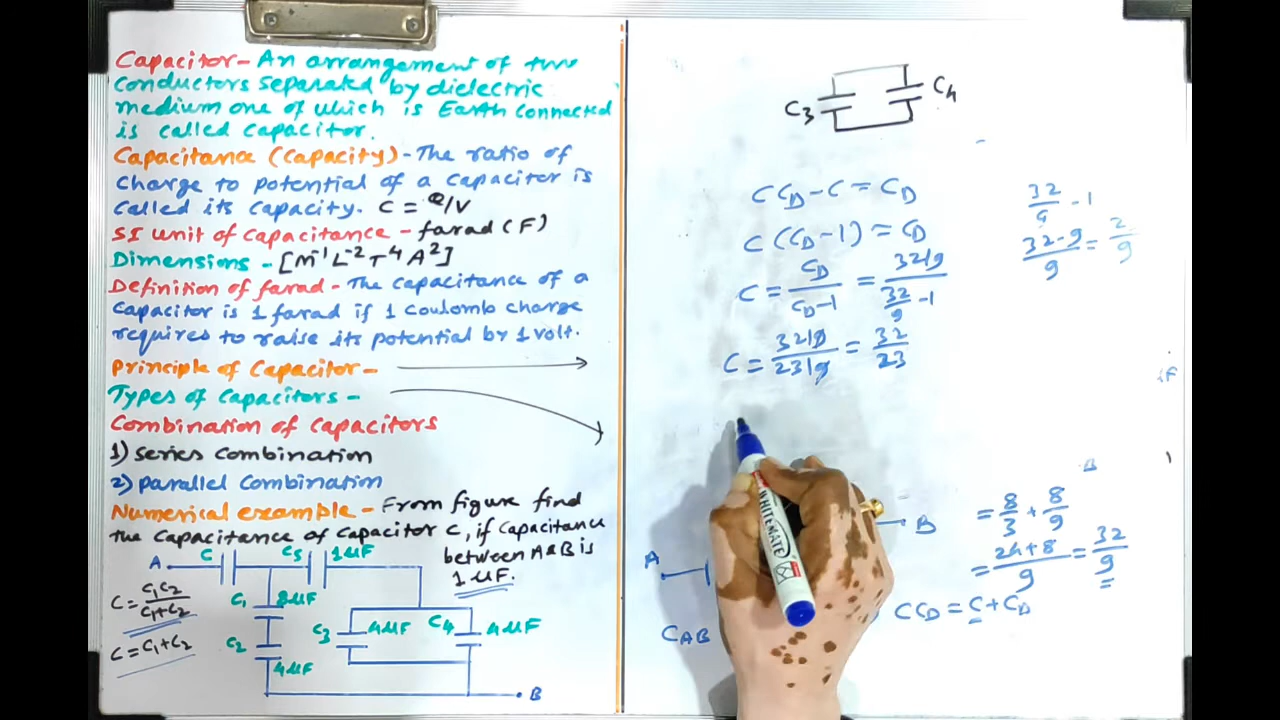 Capacitor - An arrangement of two
conductors separated by dielectric
medium one of which is Earth connected
is called capacitor.
Capacitance (capacity) - The ratio of
charge to potential of a capacitor is
called its capacity. C = Q/V
SI unit of capacitance - farad (F)
Dimensions - [M⁻¹ L⁻² T⁴ A²]
Definition of farad - The capacitance of a
capacitor is 1 farad if 1 coulomb charge
requires to raise its potential by 1 volt.
Principle of capacitor -
Types of capacitors -
Combination of capacitors
1) series combination
2) parallel combination
Numerical example - From figure find
the capacitance of capacitor C, if capacitance
between A & B is
1 μF.
A C C5 1μF
C1 8μF
C2 4μF
C3 4μF C4 4μF
B
C = C1C2/C1+C2
C = C1+C2
C3 C4
CCD - C = CD
C(CD-1) = CD
C = CD/CD-1 = 32/9 / 32/9 - 1
C = 32/9 / 23/9 = 32/23
32/9 - 1
32-9/9 = 2/9
B
A
B
= 8/3 + 8/9
= 24+8/9 = 32/9
CAB
CCD = C + CD
WHITEMATE